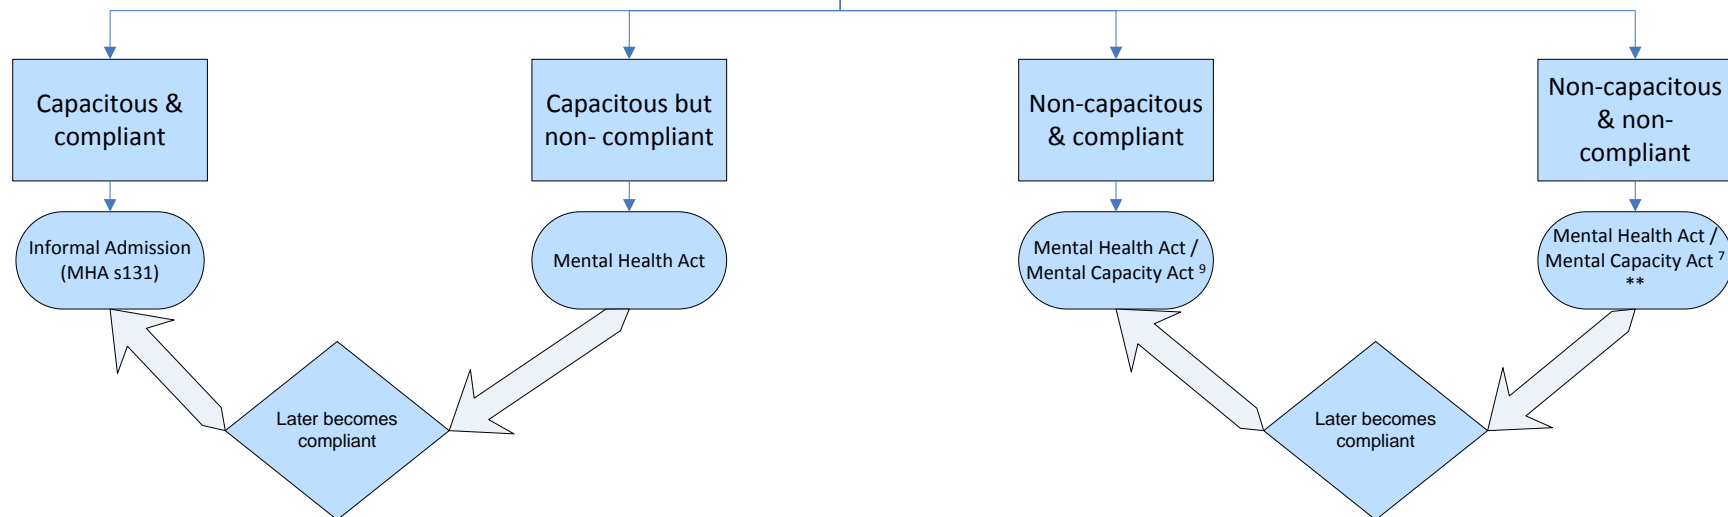 Capacitous &
compliant
Capacitous but
non- compliant
Non-capacitous
& compliant
Non-capacitous
& non-
compliant
Informal Admission
(MHA s131)
Mental Health Act
Mental Health Act /
Mental Capacity Act ⁹
Mental Health Act /
Mental Capacity Act ⁷
**
Later becomes
compliant
Later becomes
compliant